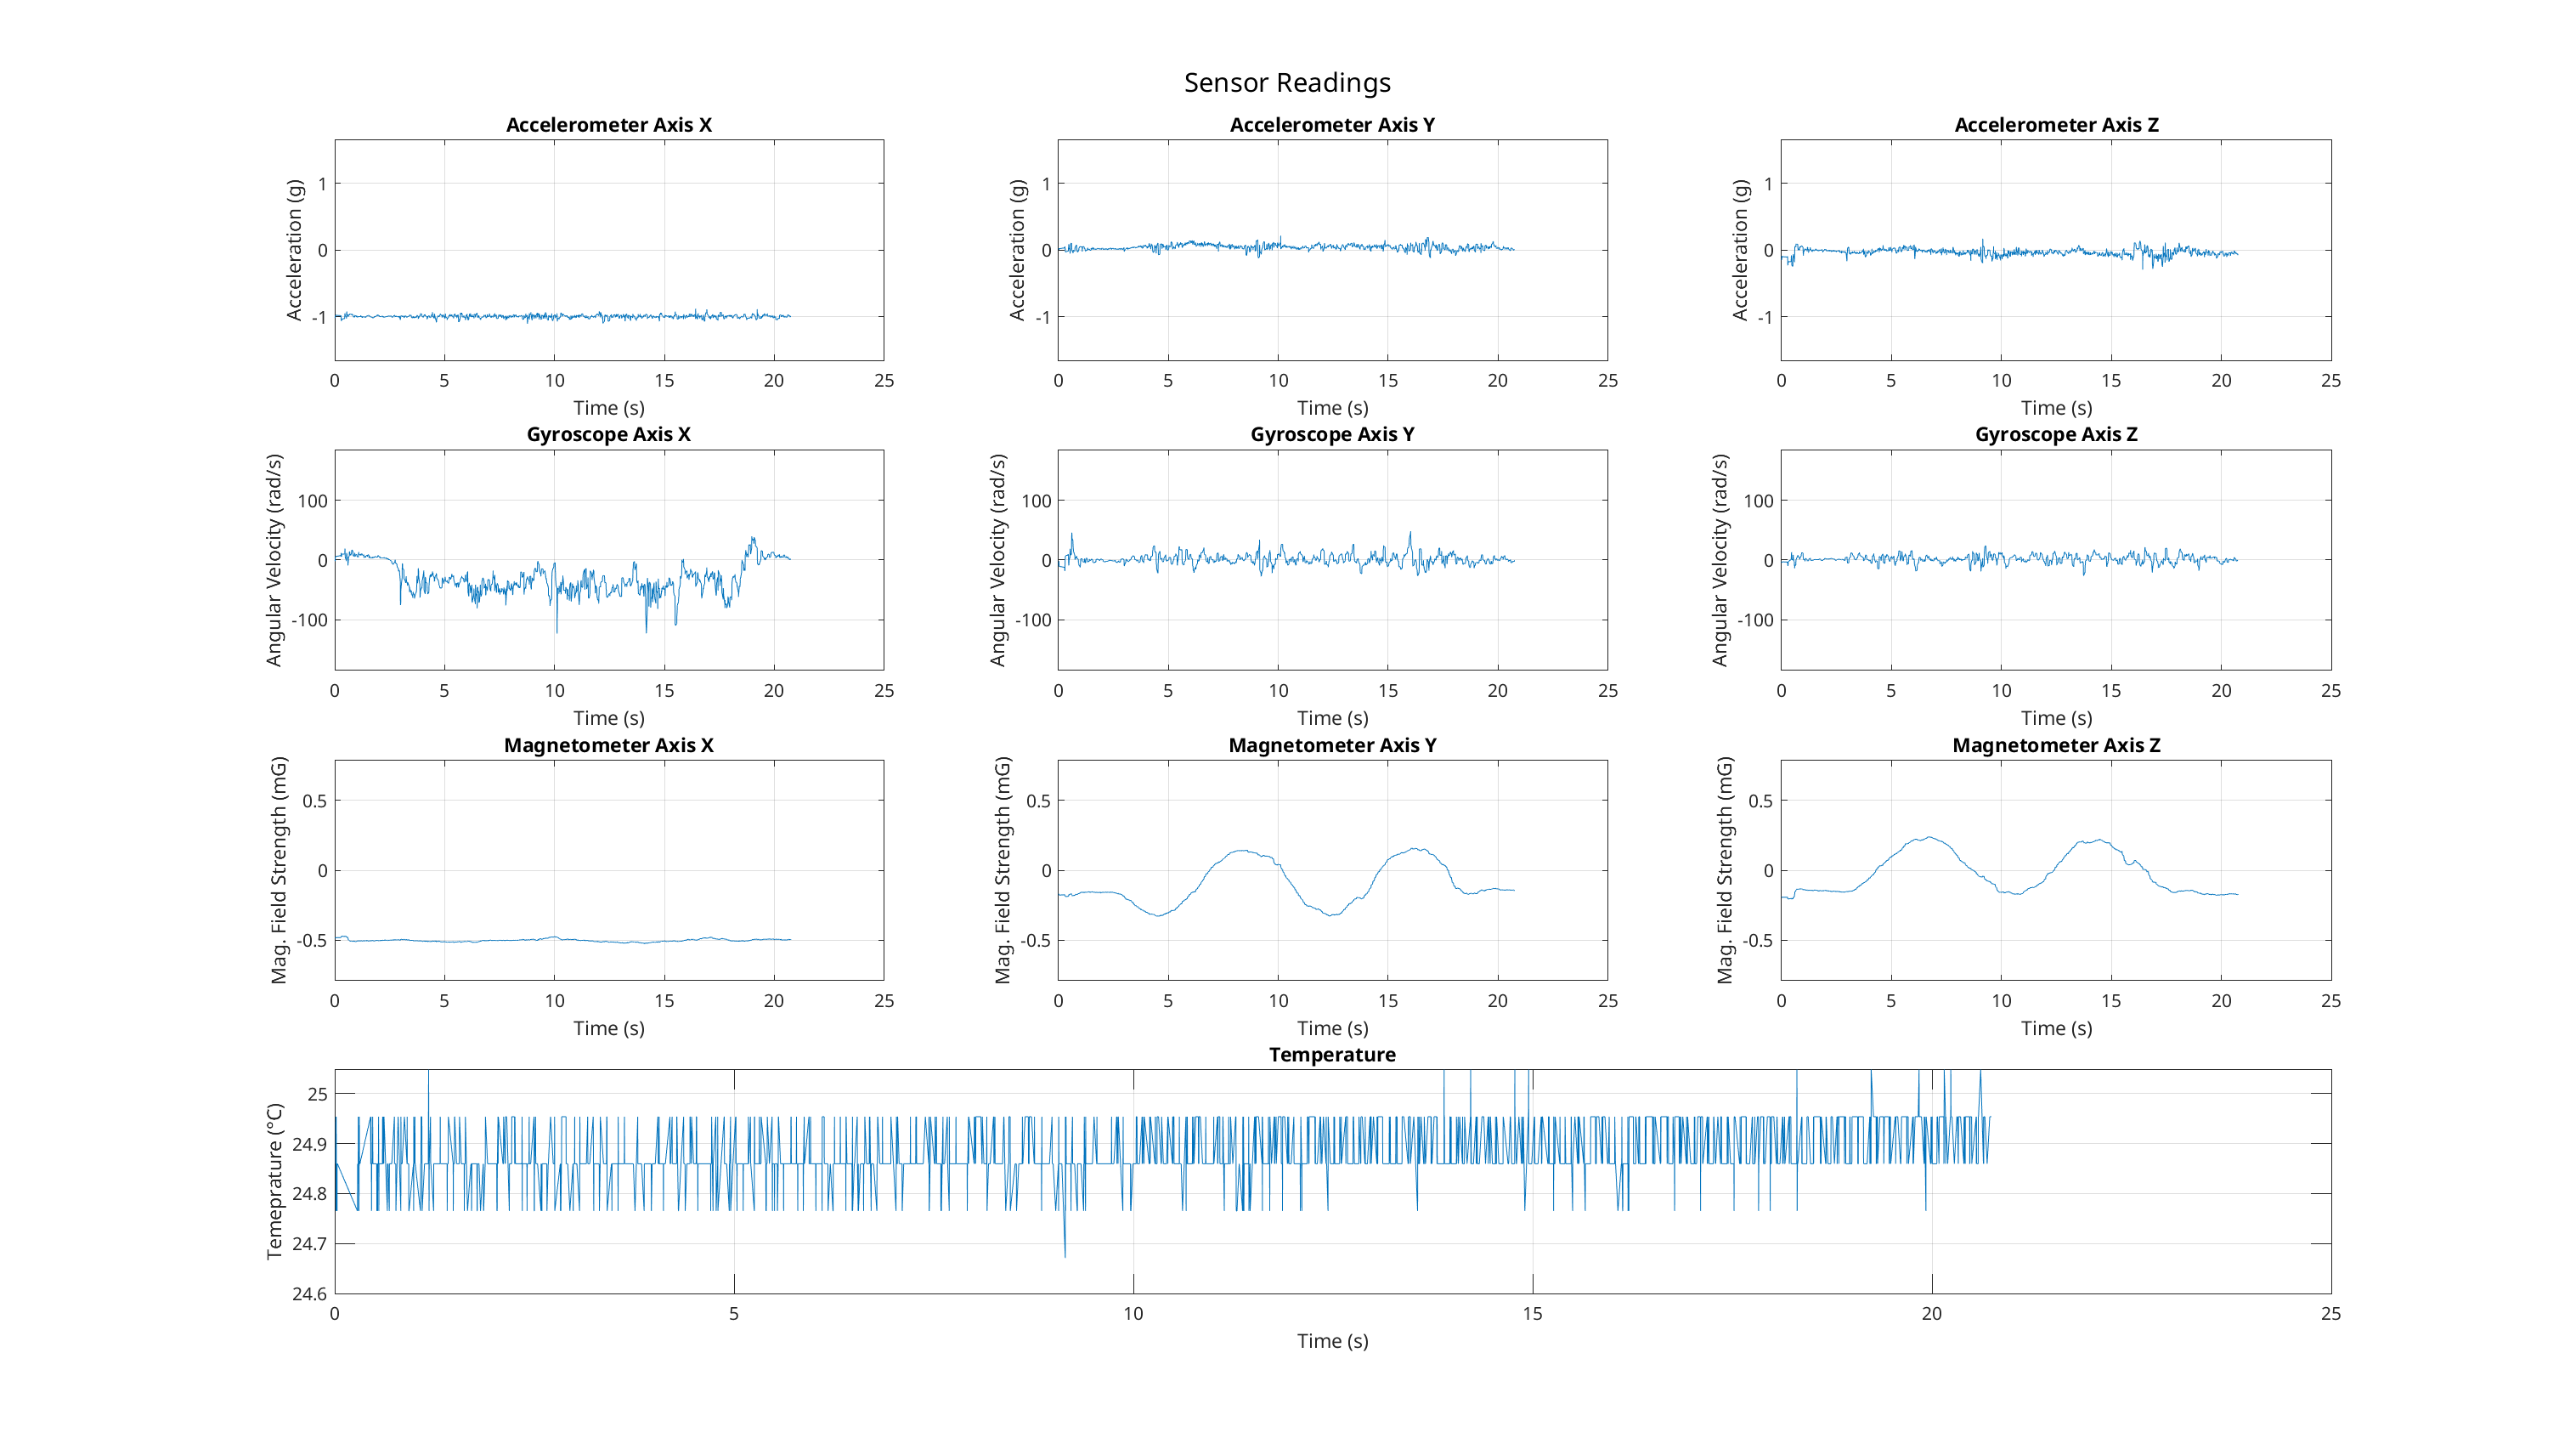 Sensor Readings
Accelerometer Axis X
Acceleration (g)
1
0
-1
0 5 10 15 20 25
Time (s)
Accelerometer Axis Y
Acceleration (g)
1
0
-1
0 5 10 15 20 25
Time (s)
Accelerometer Axis Z
Acceleration (g)
1
0
-1
0 5 10 15 20 25
Time (s)
Gyroscope Axis X
Angular Velocity (rad/s)
100
0
-100
0 5 10 15 20 25
Time (s)
Gyroscope Axis Y
Angular Velocity (rad/s)
100
0
-100
0 5 10 15 20 25
Time (s)
Gyroscope Axis Z
Angular Velocity (rad/s)
100
0
-100
0 5 10 15 20 25
Time (s)
Magnetometer Axis X
Mag. Field Strength (mG)
0.5
0
-0.5
0 5 10 15 20 25
Time (s)
Magnetometer Axis Y
Mag. Field Strength (mG)
0.5
0
-0.5
0 5 10 15 20 25
Time (s)
Magnetometer Axis Z
Mag. Field Strength (mG)
0.5
0
-0.5
0 5 10 15 20 25
Time (s)
Temperature
Temeprature (°C)
25
24.9
24.8
24.7
24.6
0 5 10 15 20 25
Time (s)